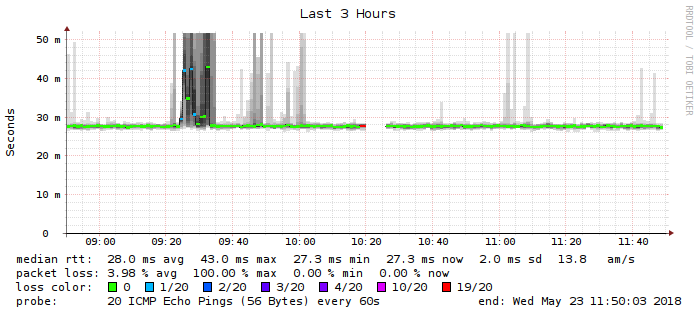 Last 3 Hours
RRDTOOL / TOBI OETIKER
Seconds
50 m
40 m
30 m
20 m
10 m
0
09:00 09:20 09:40 10:00 10:20 10:40 11:00 11:20 11:40
median rtt: 28.0 ms avg 43.0 ms max 27.3 ms min 27.3 ms now 2.0 ms sd 13.8 am/s
packet loss: 3.98 % avg 100.00 % max 0.00 % min 0.00 % now
loss color: 0 1/20 2/20 3/20 4/20 10/20 19/20
probe: 20 ICMP Echo Pings (56 Bytes) every 60s end: Wed May 23 11:50:03 2018